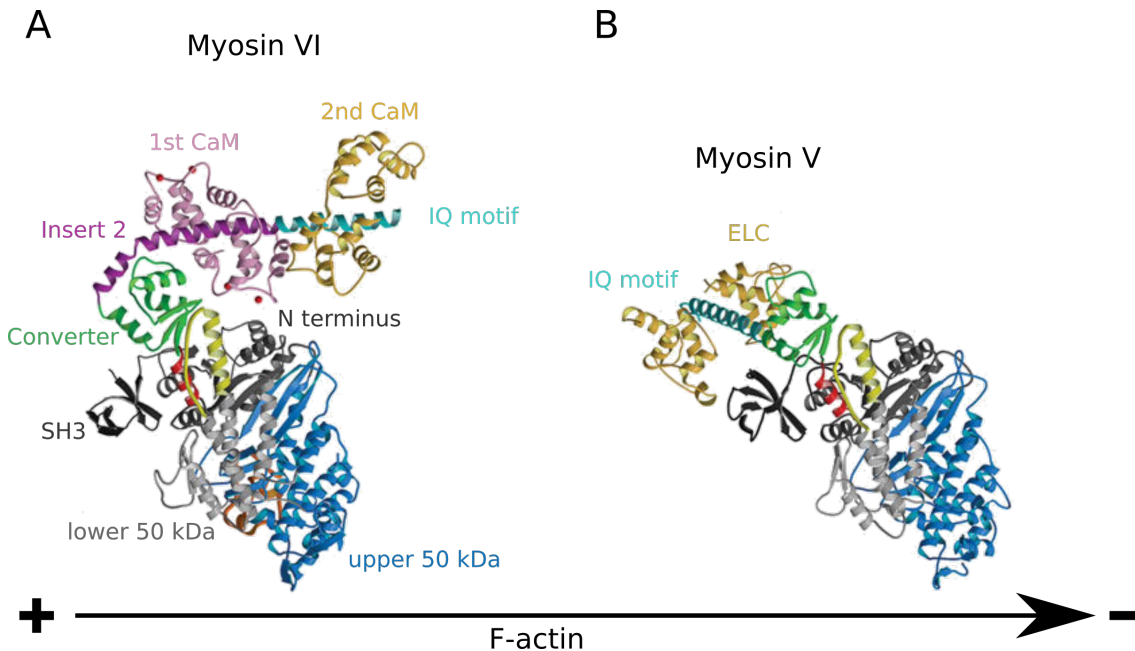 A
B
Myosin VI
2nd CaM
1st CaM
Myosin V
IQ motif
Insert 2
ELC
IQ motif
N terminus
Converter
SH3
lower 50 kDa
upper 50 kDa
+
F-actin
-